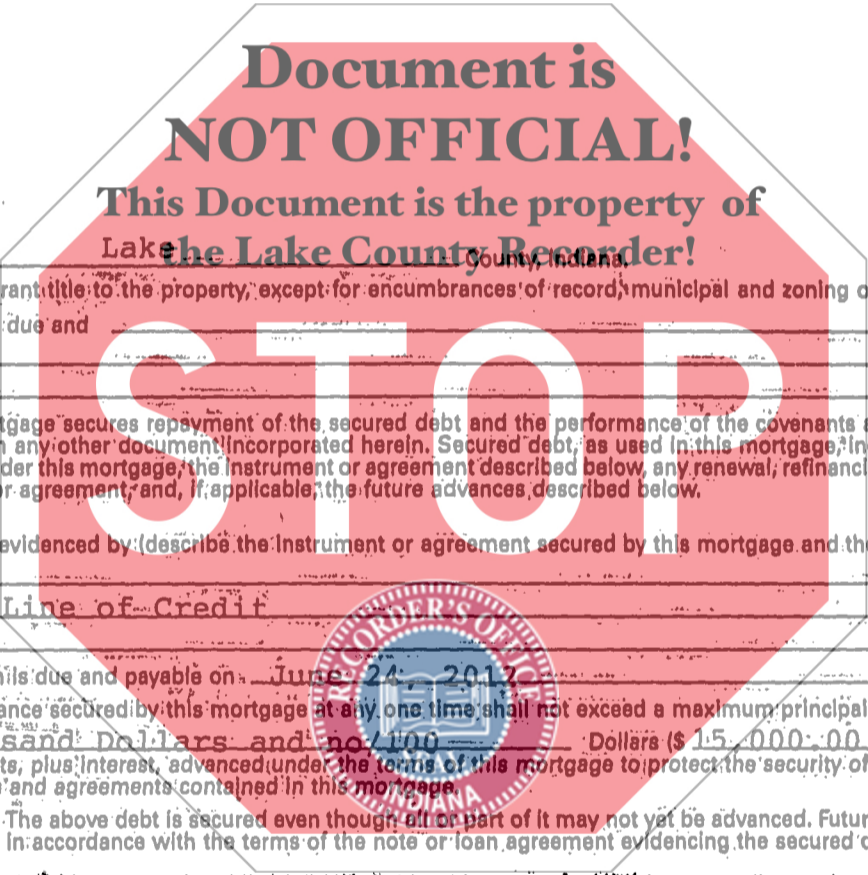 Document is
NOT OFFICIAL!
This Document is the property of
the Lake County Recorder!
Lake County, Indiana,
rant title to the property, except for encumbrances of record, municipal and zoning o
due and
STOP
tgage secures repayment of the secured debt and the performance of the covenants a
n any other document incorporated herein. Secured debt, as used in this mortgage, in
der this mortgage, the instrument or agreement described below, any renewal, refinanc
r agreement, and, if applicable, the future advances described below.
evidenced by (describe the instrument or agreement secured by this mortgage and the
Line of Credit
RECORDER'S OFFICE
is due and payable on June 24, 2012
ance secured by this mortgage at any one time shall not exceed a maximum principal
sand Dollars and no/100 Dollars ($ 15,000.00
ts, plus interest, advanced under the terms of this mortgage to protect the security of
and agreements contained in this mortgage.
INDIANA
The above debt is secured even though all or part of it may not yet be advanced. Futur
in accordance with the terms of the note or loan agreement evidencing the secured d